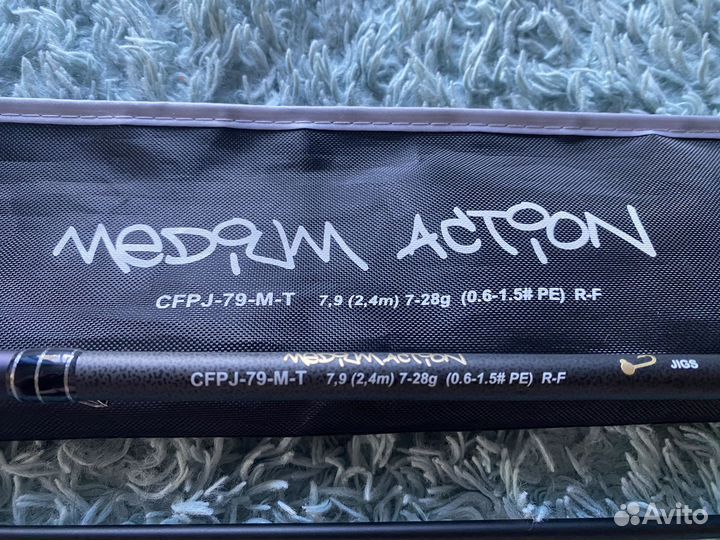 MEDIUM ACTION
CFPJ-79-M-T 7,9 (2,4m) 7-28g (0.6-1.5# PE) R-F
MEDIUM ACTION
CFPJ-79-M-T 7,9 (2,4m) 7-28g (0.6-1.5# PE) R-F JIGS
Avito